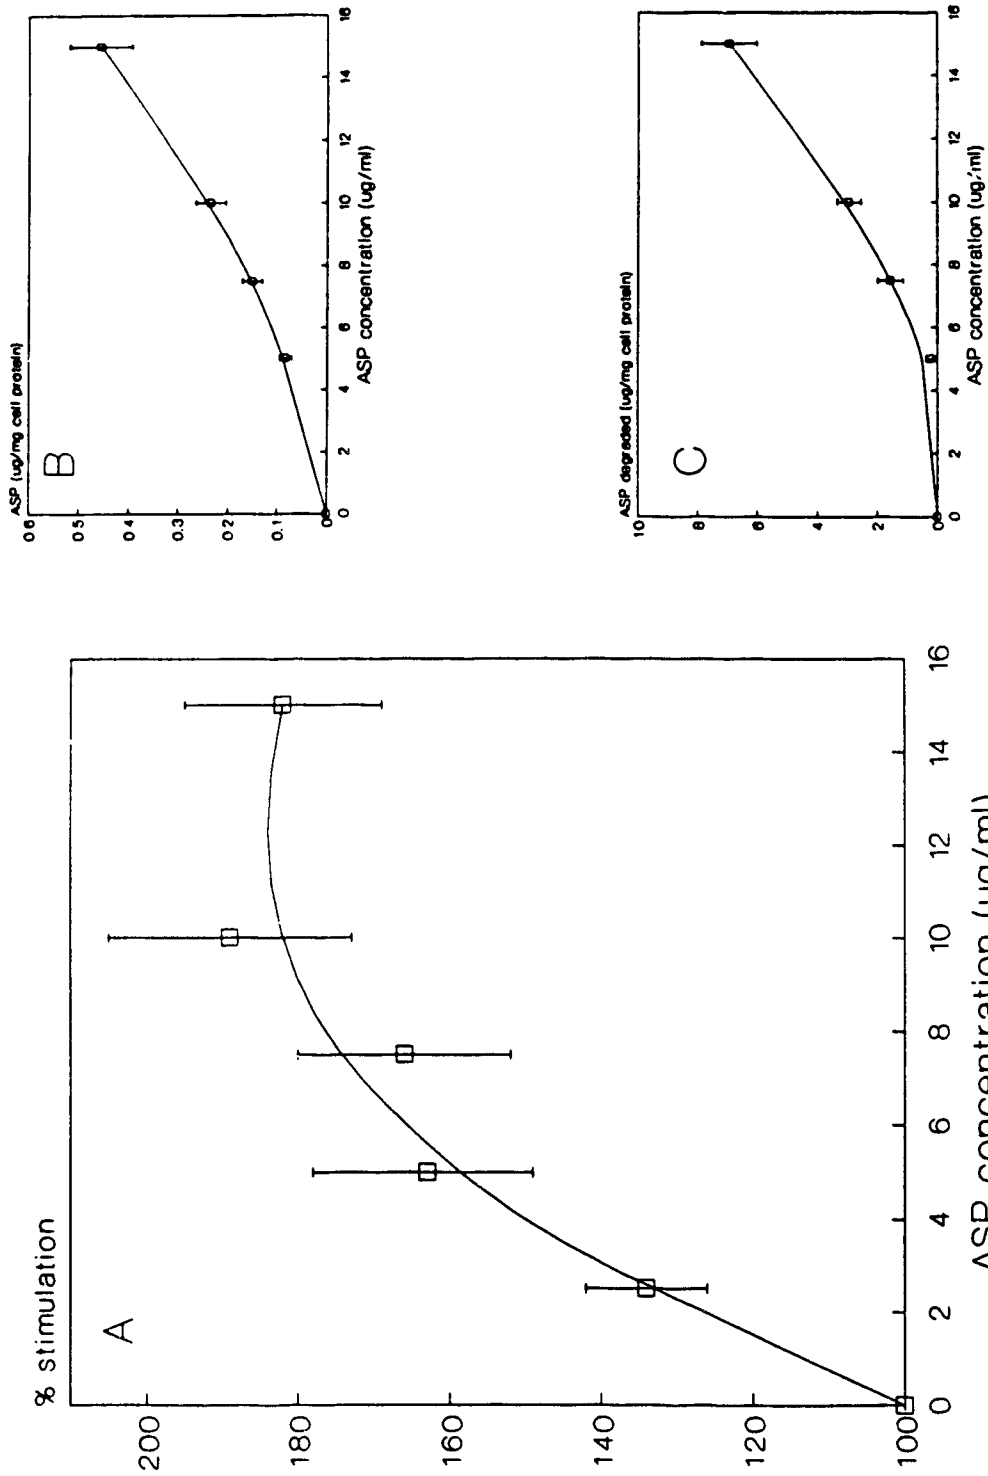 % stimulation
A
200
180
160
140
120
100
0 2 4 6 8 10 12 14 16
ASP concentration (ug/ml)
ASP (ug/mg cell protein)
B
0.6
0.5
0.4
0.3
0.2
0.1
0
0 2 4 6 8 10 12 14 16
ASP concentration (ug/ml)
ASP degraded (ug/mg cell protein)
C
10
8
6
4
2
0
0 2 4 6 8 10 12 14 16
ASP concentration (ug/ml)